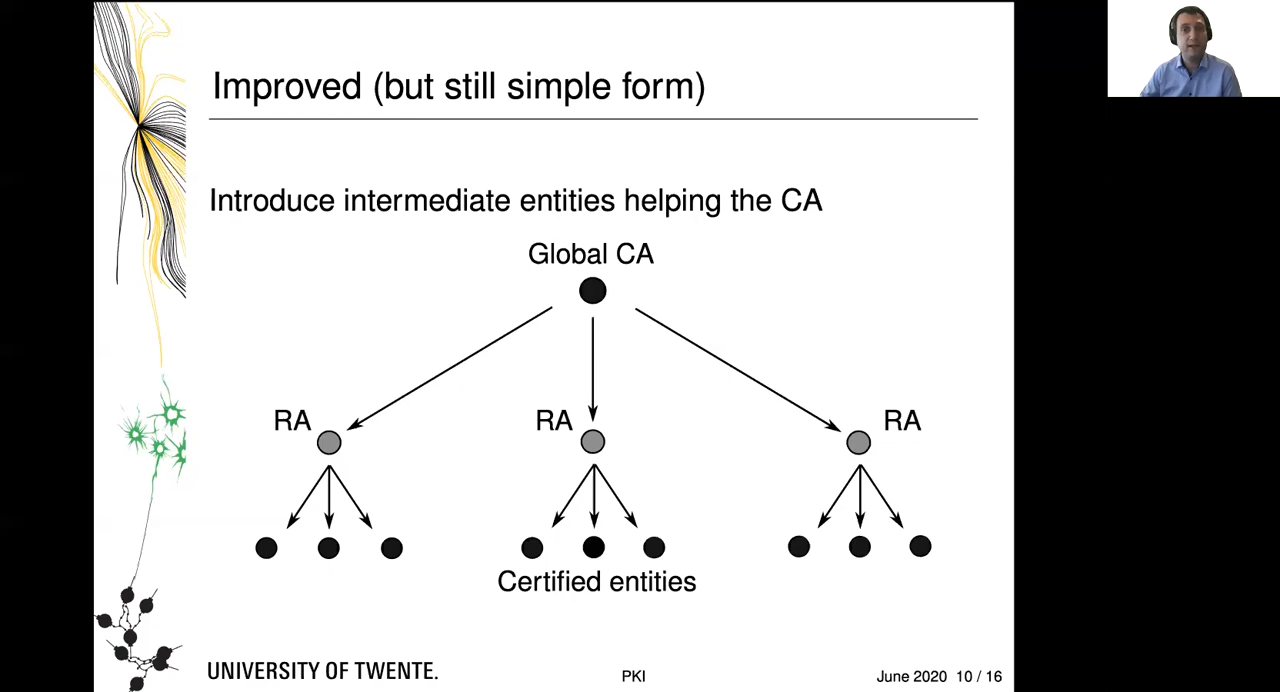 Improved (but still simple form)
Introduce intermediate entities helping the CA
Global CA
RA
RA
RA
Certified entities
UNIVERSITY OF TWENTE.
PKI
June 2020 10 / 16